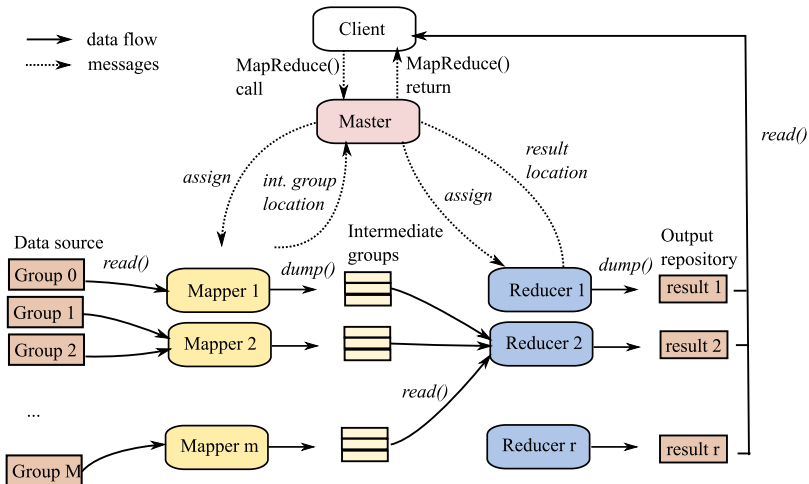 Client
data flow
messages
MapReduce()
call
MapReduce()
return
Master
read()
assign
int. group
location
assign
result
location
Data source
Intermediate
groups
Output
repository
read()
dump()
dump()
Group 0
Mapper 1
Reducer 1
result 1
Group 1
Group 2
Mapper 2
Reducer 2
result 2
read()
...
Group M
Mapper m
Reducer r
result r